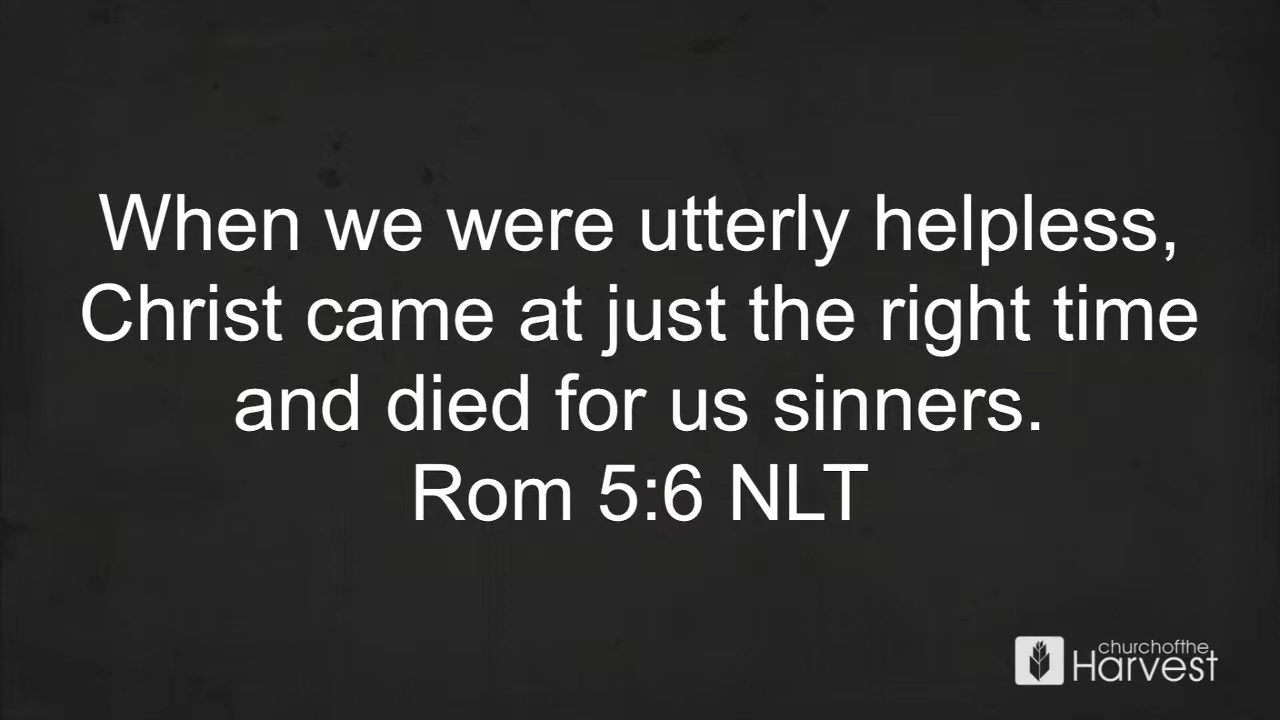 When we were utterly helpless,
Christ came at just the right time
and died for us sinners.
Rom 5:6 NLT
churchofthe
Harvest